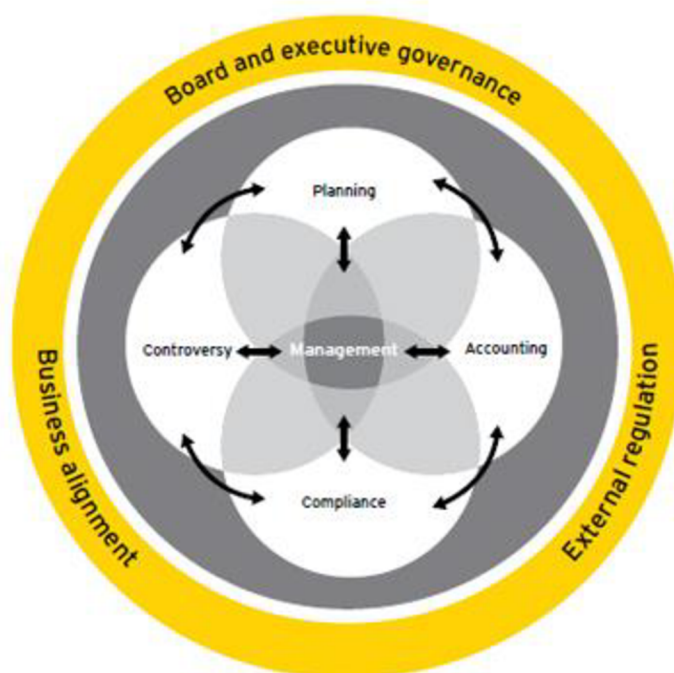 Board and executive governance
Planning
Controversy
Management
Accounting
Compliance
Business alignment
External regulation